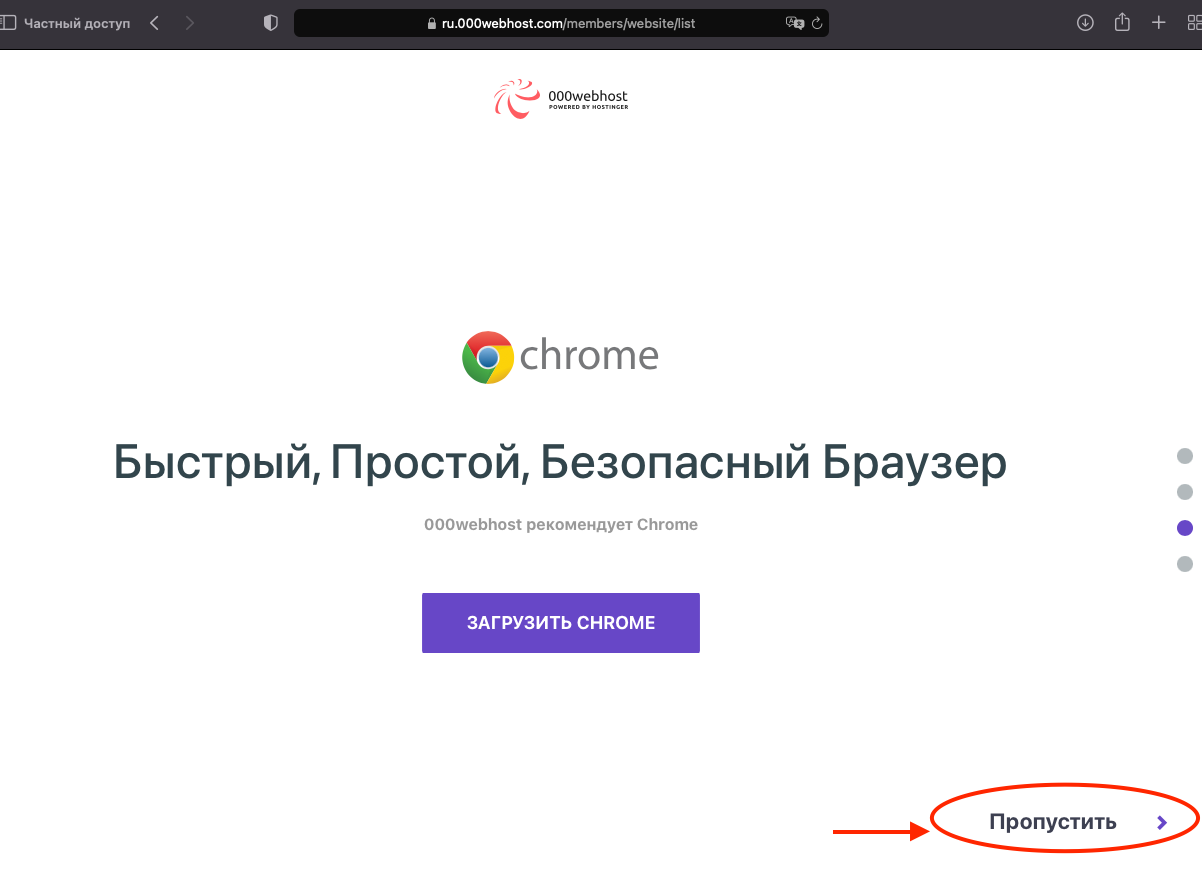 Частный доступ
ru.000webhost.com/members/website/list
000webhost
POWERED BY HOSTINGER
chrome
Быстрый, Простой, Безопасный Браузер
000webhost рекомендует Chrome
ЗАГРУЗИТЬ CHROME
Пропустить